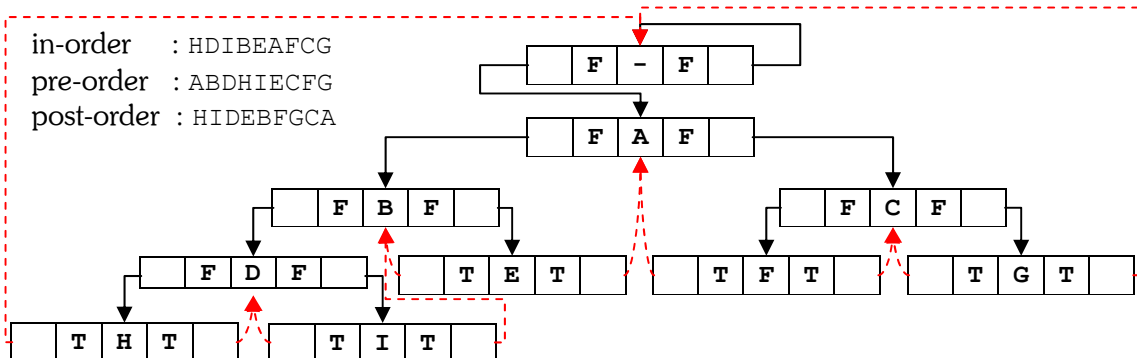 in-order : HDIBEAFCG
pre-order : ABDHIECFG
post-order : HIDEBFGCA
F - F
F A F
F B F
F C F
F D F
T E T
T F T
T G T
T H T
T I T